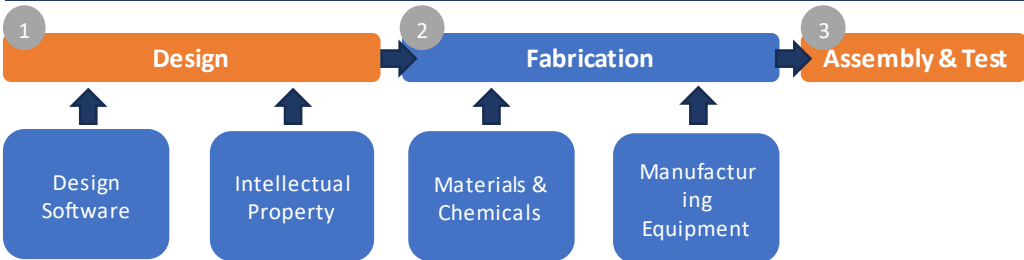 1
Design
2
Fabrication
3
Assembly & Test
Design
Software
Intellectual
Property
Materials &
Chemicals
Manufactur
ing
Equipment